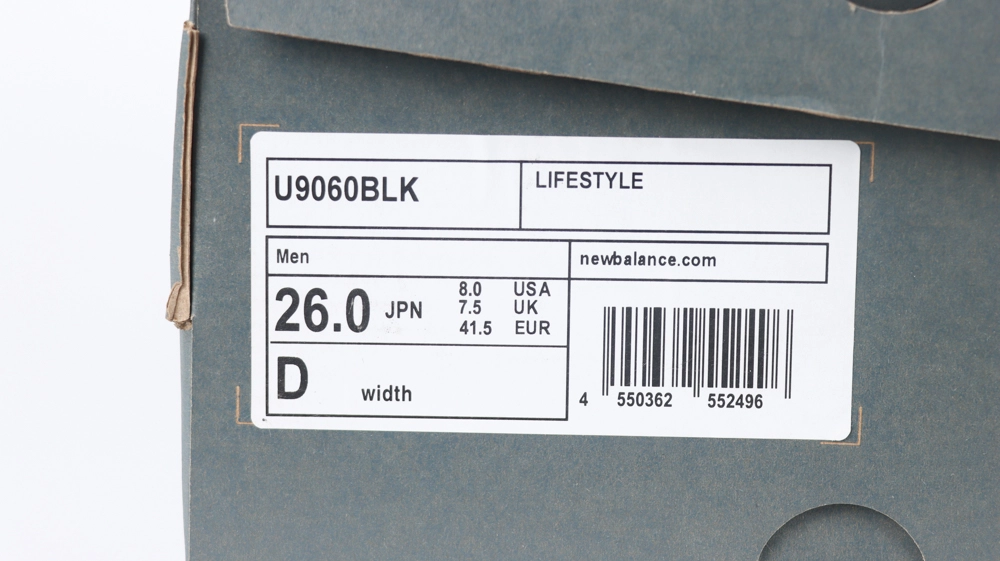 U9060BLK
LIFESTYLE
Men
newbalance.com
26.0 JPN
8.0 USA
7.5 UK
41.5 EUR
D width
4 550362 552496